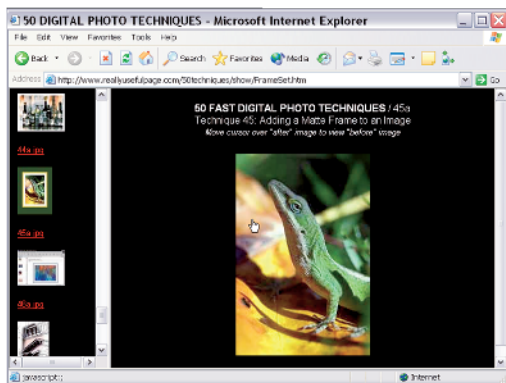 50 DIGITAL PHOTO TECHNIQUES - Microsoft Internet Explorer
File Edit View Favorites Tools Help
Back Search Favorites Media
Address http://www.reallyusefulpage.com/50techniques/show/FrameSet.htm Go
50 FAST DIGITAL PHOTO TECHNIQUES / 45a
Technique 45: Adding a Matte Frame to an Image
Move cursor over "after" image to view "before" image
44a.jpg
45a.jpg
46a.jpg
javascript:; Internet